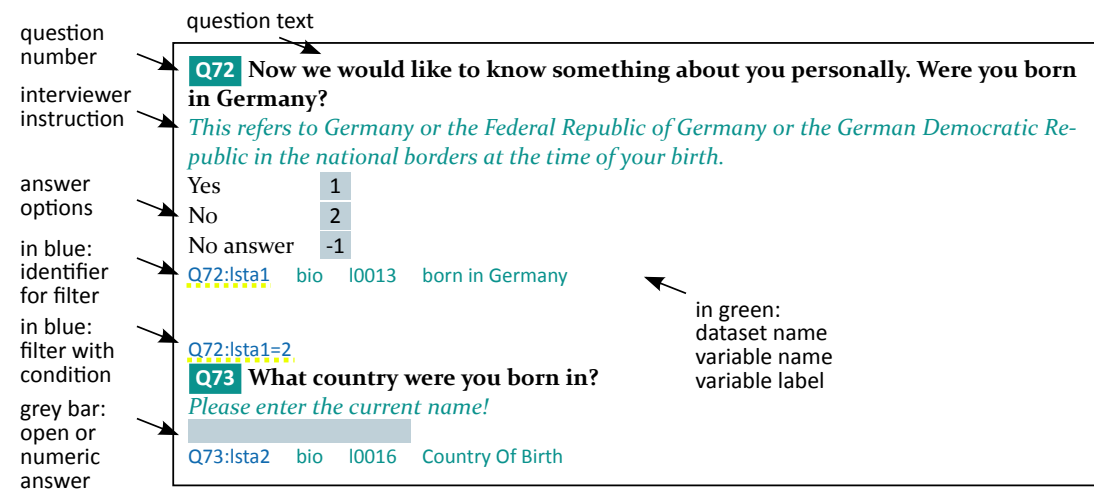 question text
question
number
Q72 Now we would like to know something about you personally. Were you born
in Germany?
interviewer
instruction
This refers to Germany or the Federal Republic of Germany or the German Democratic Re-
public in the national borders at the time of your birth.
answer
options
Yes 1
No 2
No answer -1
in blue:
identifier
for filter
Q72:lsta1 bio l0013 born in Germany
in green:
dataset name
variable name
variable label
in blue:
filter with
condition
Q72:lsta1=2
Q73 What country were you born in?
Please enter the current name!
grey bar:
open or
numeric
answer
Q73:lsta2 bio l0016 Country Of Birth